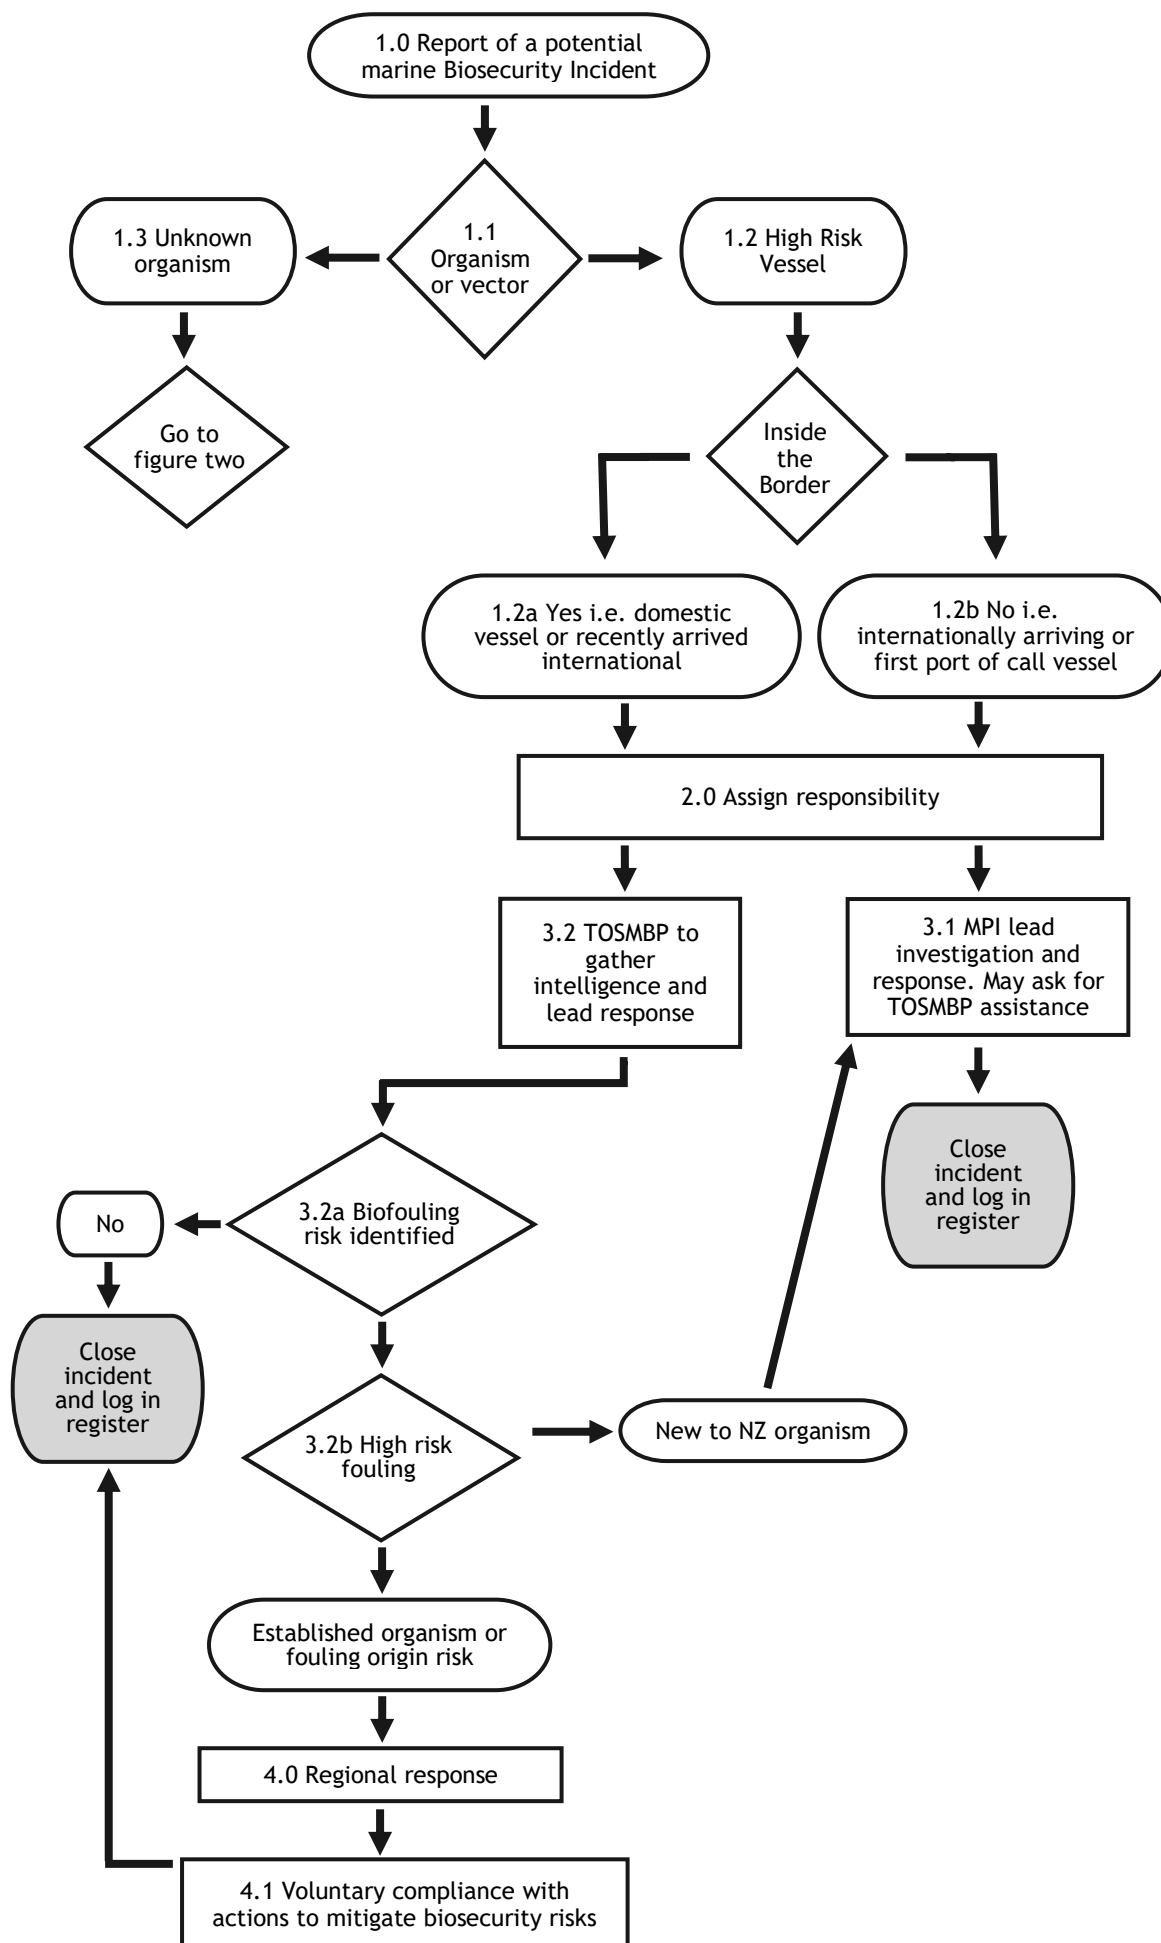 1.0 Report of a potential
marine Biosecurity Incident
1.3 Unknown
organism
1.1
Organism
or vector
1.2 High Risk
Vessel
Go to
figure two
Inside
the
Border
1.2a Yes i.e. domestic
vessel or recently arrived
international
1.2b No i.e.
internationally arriving or
first port of call vessel
2.0 Assign responsibility
3.2 TOSMBP to
gather
intelligence and
lead response
3.1 MPI lead
investigation and
response. May ask for
TOSMBP assistance
Close
incident
and log in
register
No
3.2a Biofouling
risk identified
Close
incident
and log in
register
3.2b High risk
fouling
New to NZ organism
Established organism or
fouling origin risk
4.0 Regional response
4.1 Voluntary compliance with
actions to mitigate biosecurity risks